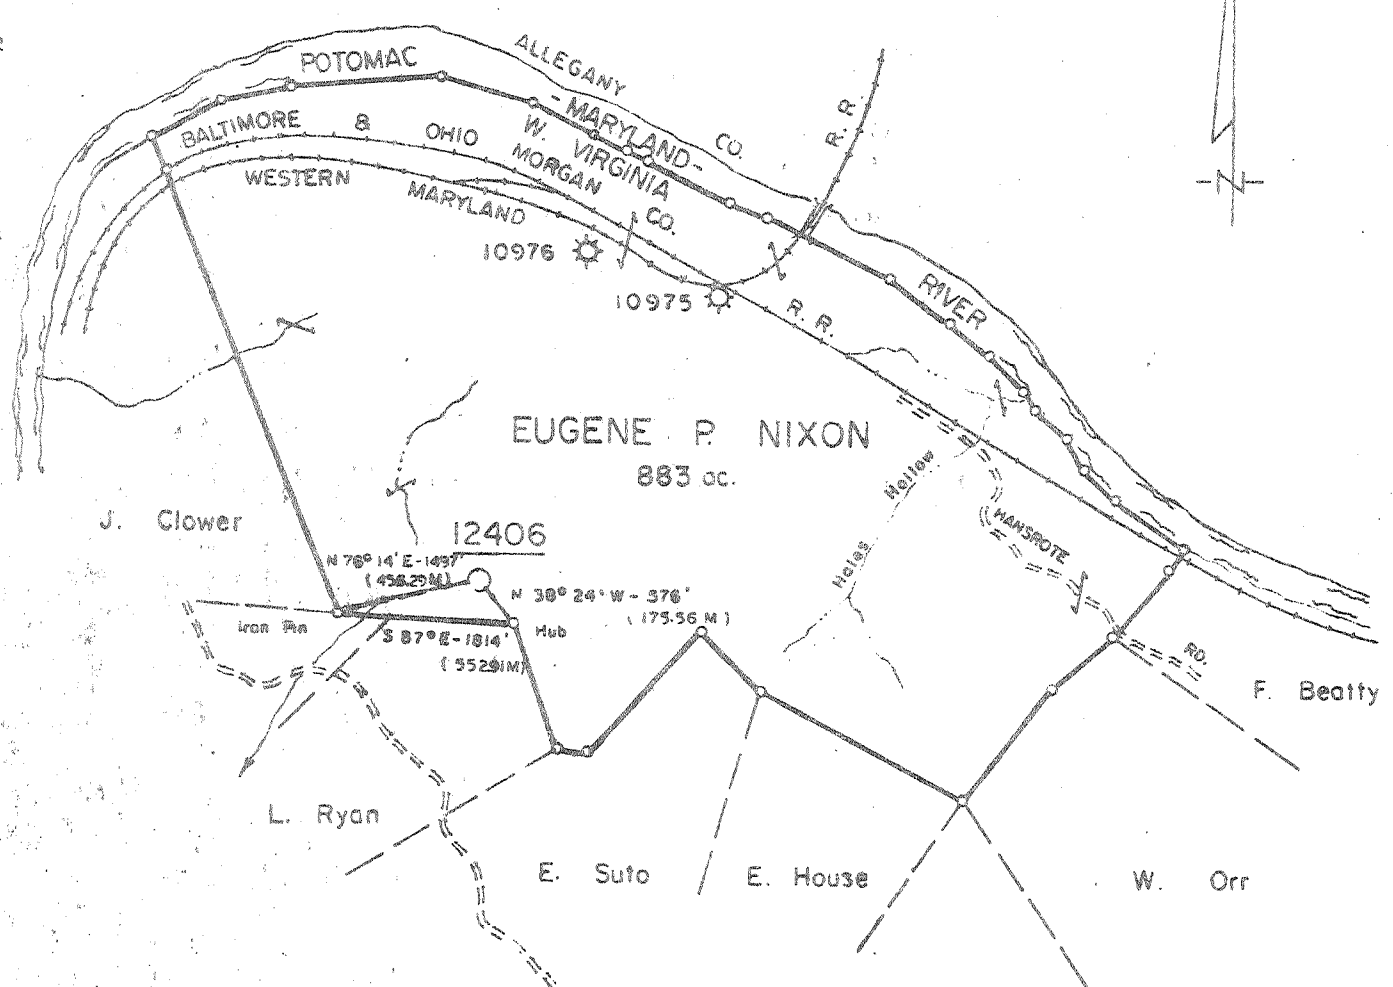 POTOMAC
ALLEGANY CO.
- MARYLAND -
W. VIRGINIA
MORGAN CO.
BALTIMORE & OHIO R. R.
WESTERN MARYLAND R. R.
RIVER
N
10976
10975
EUGENE P. NIXON
883 ac.
J. Clower
12406
N 76° 14' E - 1497'
( 456.29 M )
N 38° 24' W - 576'
( 175.56 M )
Iron Pin
Hub
S 87° E - 1814'
( 552.91 M )
Hales Hollow
HANSROTE RD.
F. Beatty
L. Ryan
E. Suto
E. House
W. Orr